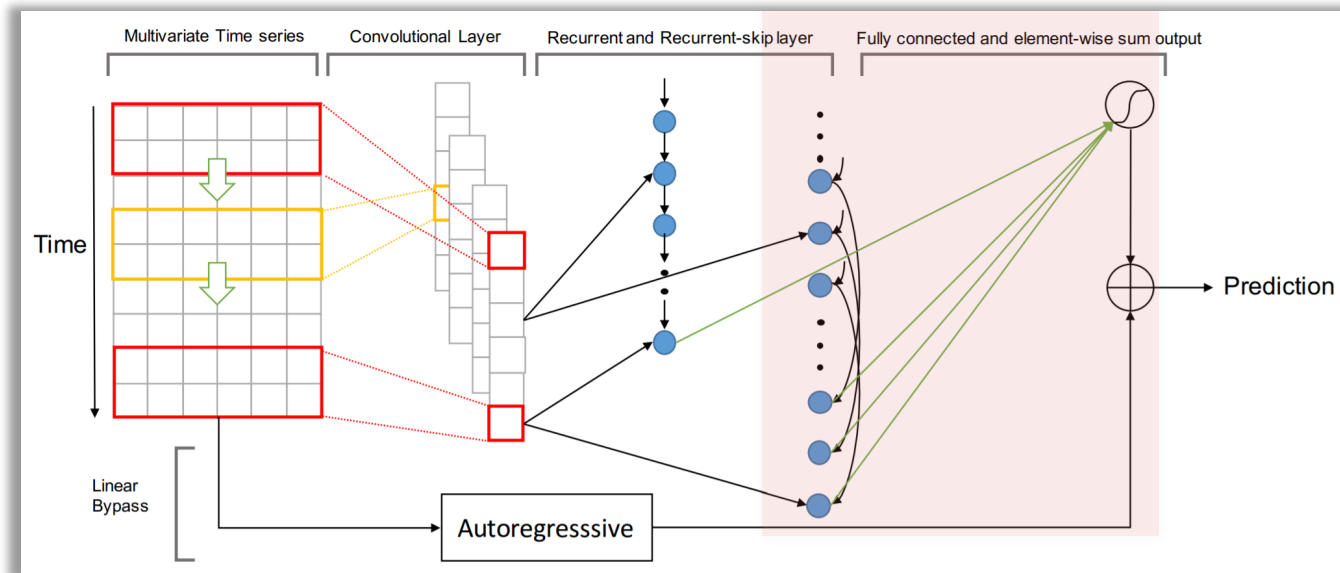 Multivariate Time series
Convolutional Layer
Recurrent and Recurrent-skip layer
Fully connected and element-wise sum output
Time
Prediction
Linear
Bypass
Autoregresssive